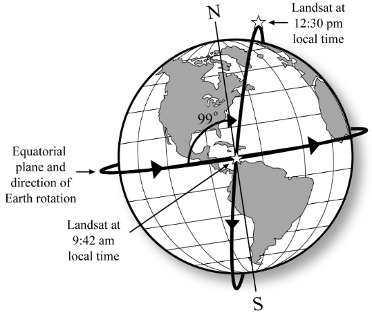 N
Landsat at
12:30 pm
local time
99°
Equatorial
plane and
direction of
Earth rotation
Landsat at
9:42 am
local time
S